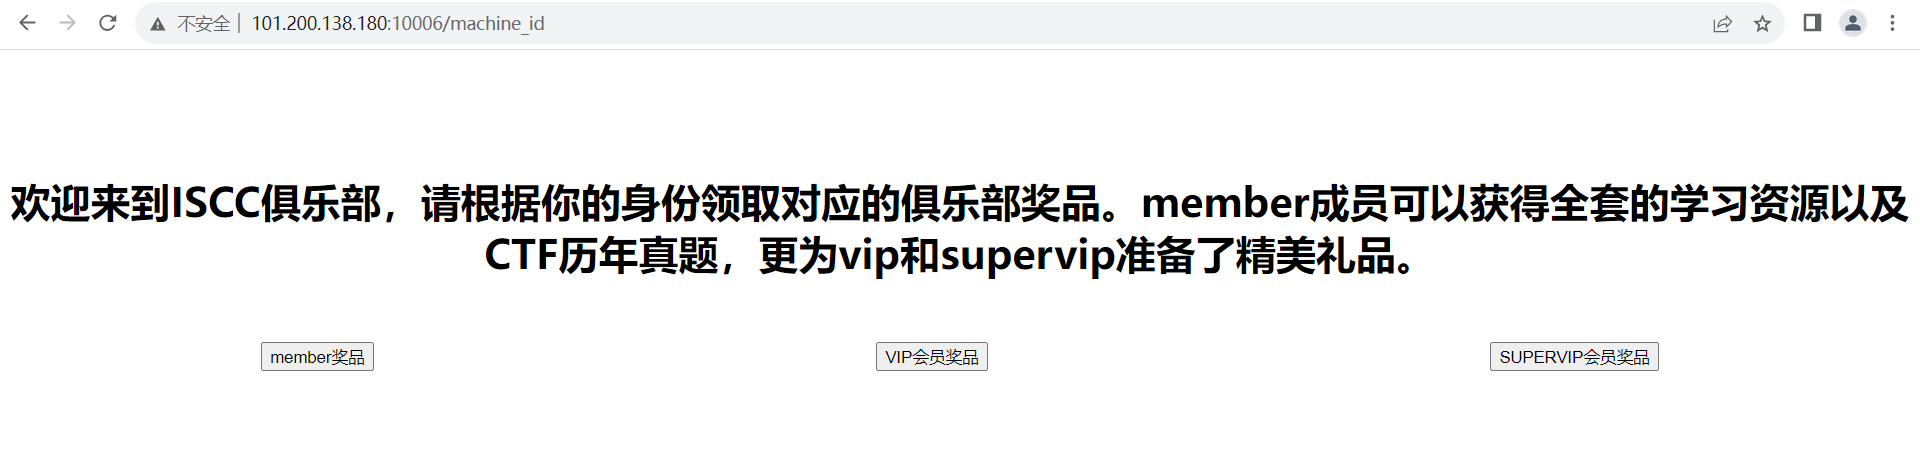 不安全 | 101.200.138.180:10006/machine_id
欢迎来到ISCC俱乐部，请根据你的身份领取对应的俱乐部奖品。member成员可以获得全套的学习资源以及
CTF历年真题，更为vip和supervip准备了精美礼品。
member奖品 VIP会员奖品 SUPERVIP会员奖品